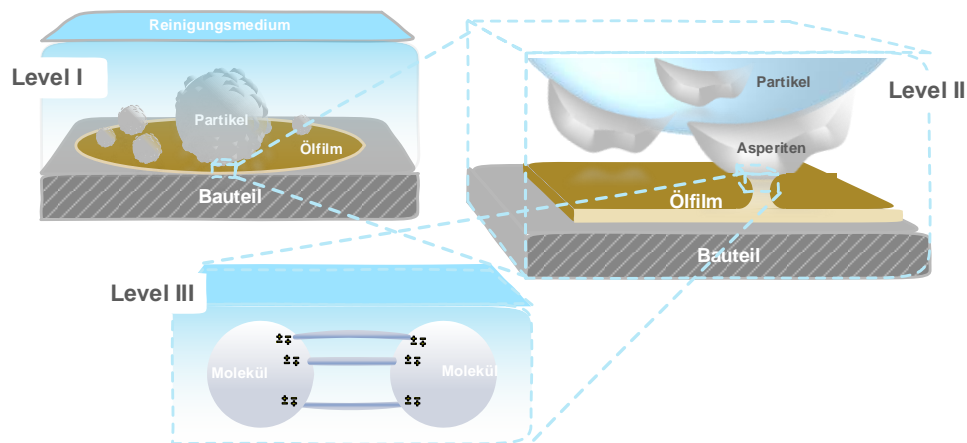 Reinigungsmedium
Level I
Partikel
Ölfilm
Bauteil
Level II
Partikel
Asperiten
Ölfilm
Bauteil
Level III
±∓
±∓
±∓
±∓
±∓
±∓
Molekül
Molekül